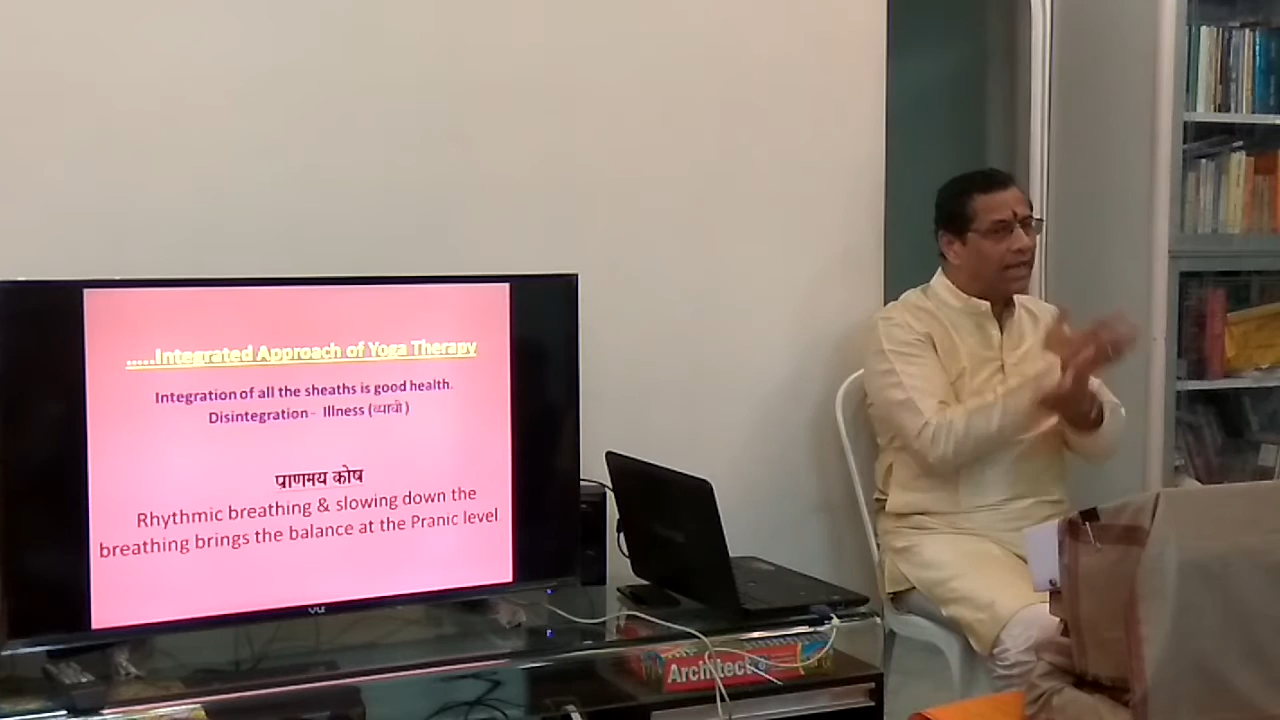 .....Integrated Approach of Yoga Therapy
Integration of all the sheaths is good health.
Disintegration - Illness (व्याधी)
प्राणमय कोष
Rhythmic breathing & slowing down the
breathing brings the balance at the Pranic level
VU
Architect